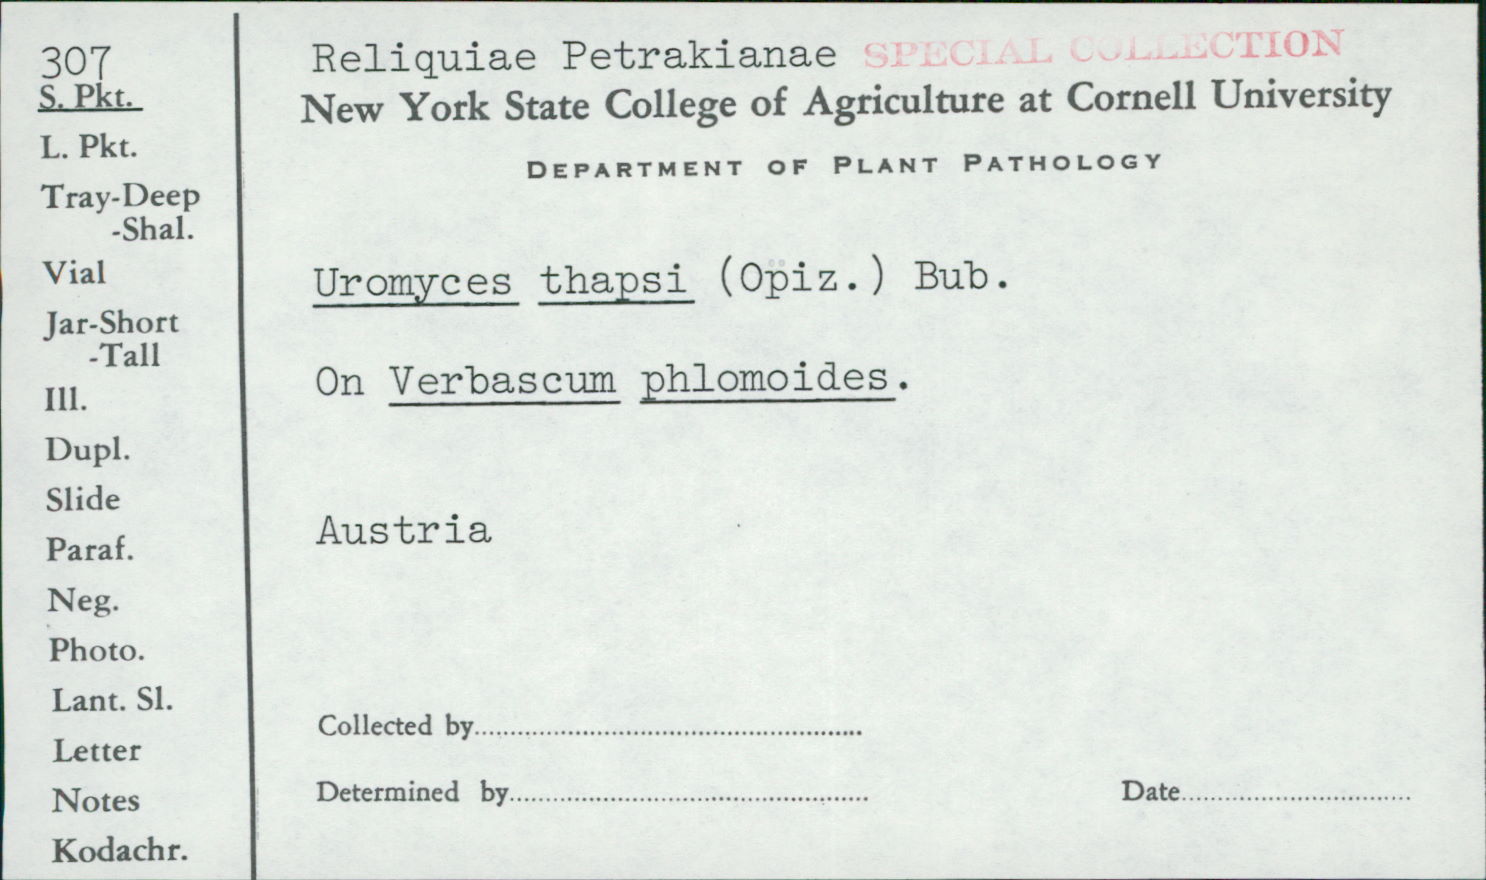 307
S. Pkt.
L. Pkt.
Tray-Deep
-Shal.
Vial
Jar-Short
-Tall
Ill.
Dupl.
Slide
Paraf.
Neg.
Photo.
Lant. Sl.
Letter
Notes
Kodachr.
Reliquiae Petrakianae SPECIAL COLLECTION
New York State College of Agriculture at Cornell University
DEPARTMENT OF PLANT PATHOLOGY
Uromyces thapsi (Opiz.) Bub.
On Verbascum phlomoides.
Austria
Collected by
Determined by
Date